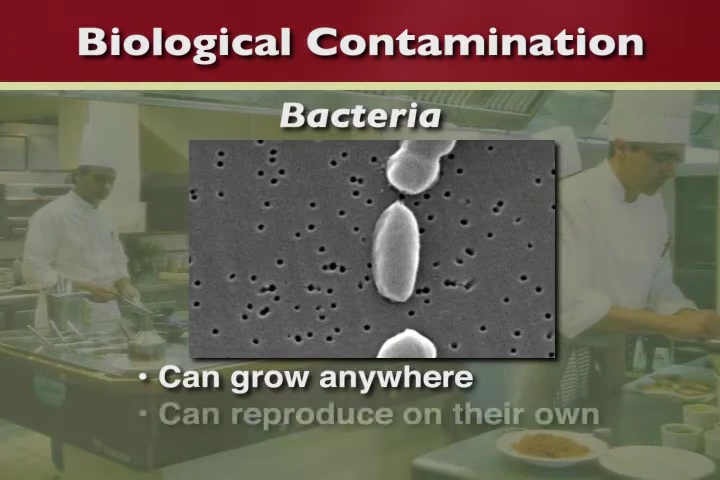 Biological Contamination
Bacteria
• Can grow anywhere
• Can reproduce on their own